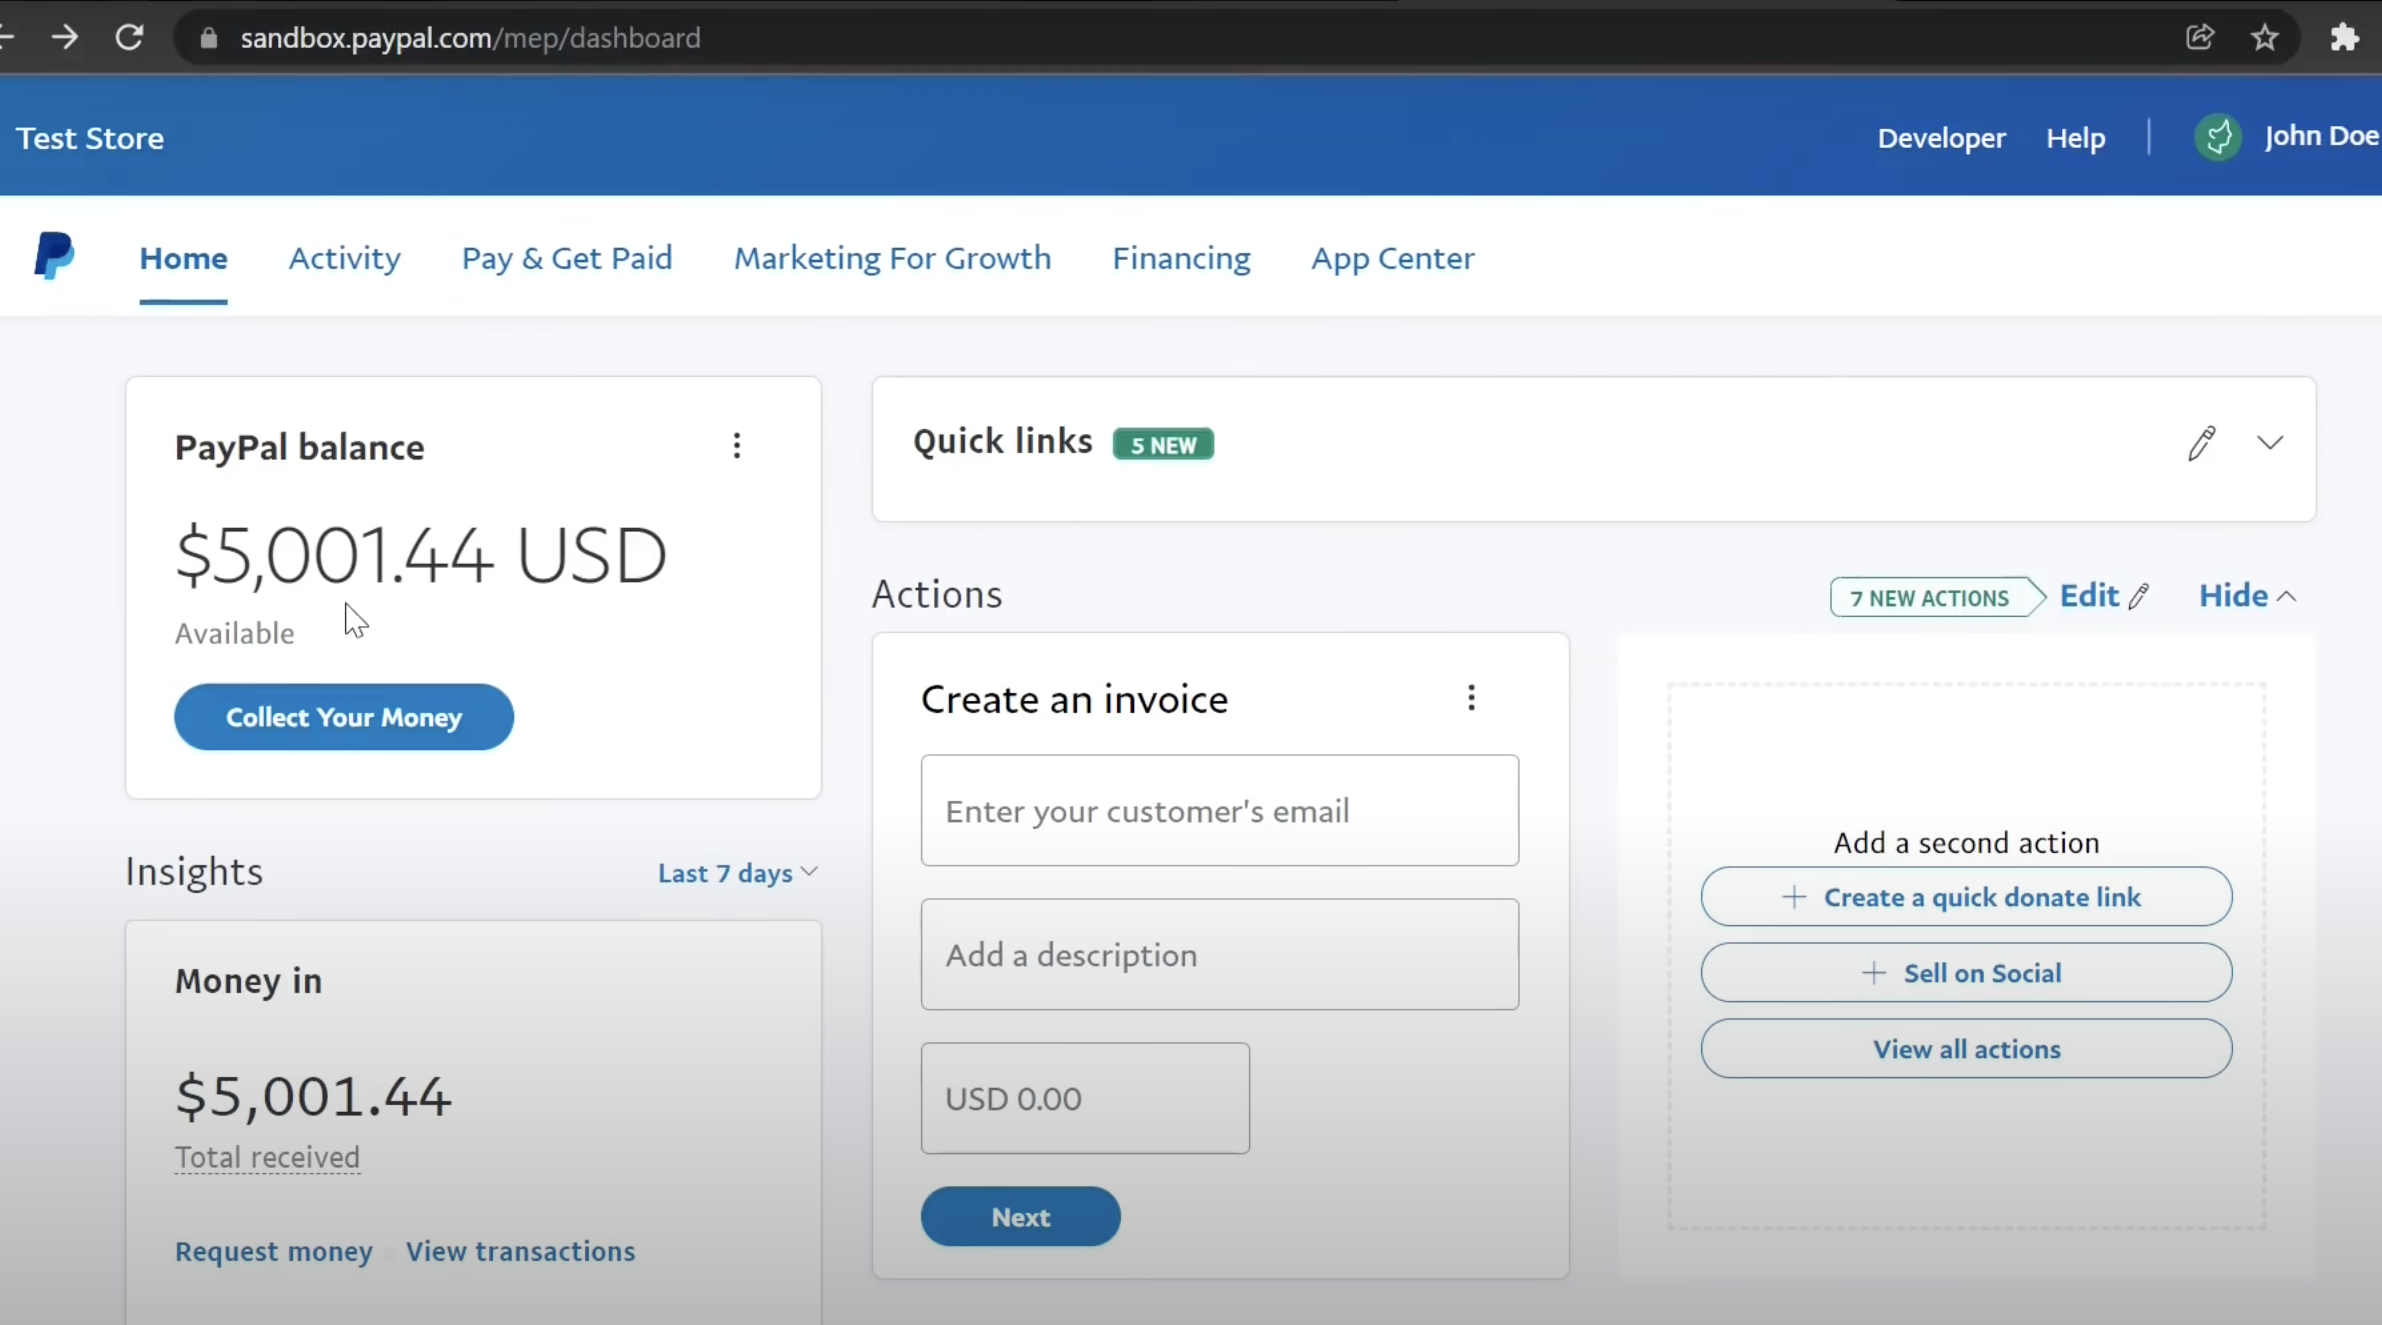 sandbox.paypal.com/mep/dashboard
Test Store
Developer
Help
John Doe
Home
Activity
Pay & Get Paid
Marketing For Growth
Financing
App Center
PayPal balance
$5,001.44 USD
Available
Collect Your Money
Quick links
5 NEW
Actions
7 NEW ACTIONS
Edit
Hide
Create an invoice
Enter your customer's email
Add a description
USD 0.00
Next
Add a second action
Create a quick donate link
Sell on Social
View all actions
Insights
Last 7 days
Money in
$5,001.44
Total received
Request money
View transactions